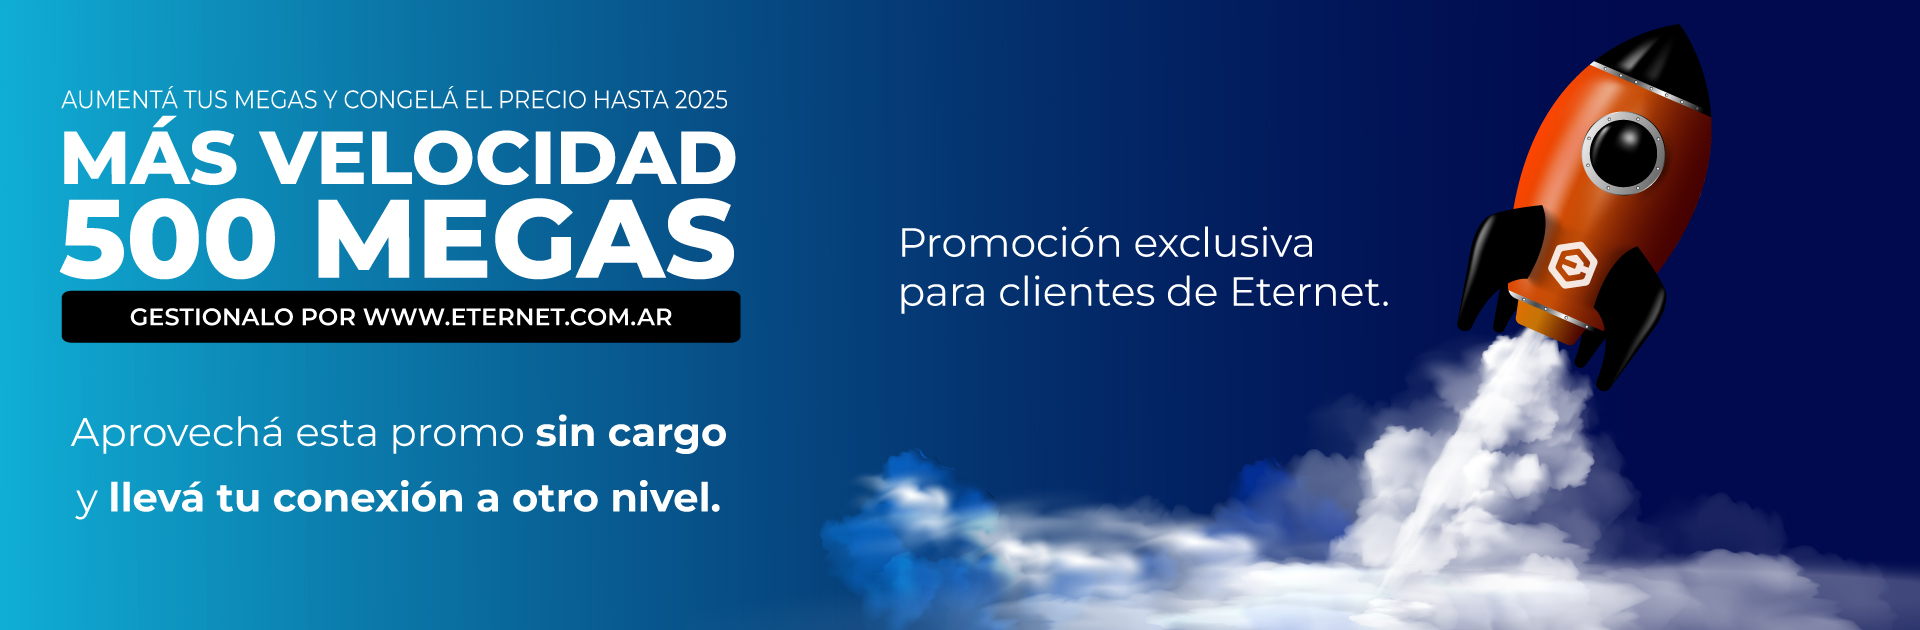 AUMENTÁ TUS MEGAS Y CONGELÁ EL PRECIO HASTA 2025
MÁS VELOCIDAD
500 MEGAS
GESTIONALO POR WWW.ETERNET.COM.AR
Aprovechá esta promo sin cargo
y llevá tu conexión a otro nivel.
Promoción exclusiva
para clientes de Eternet.